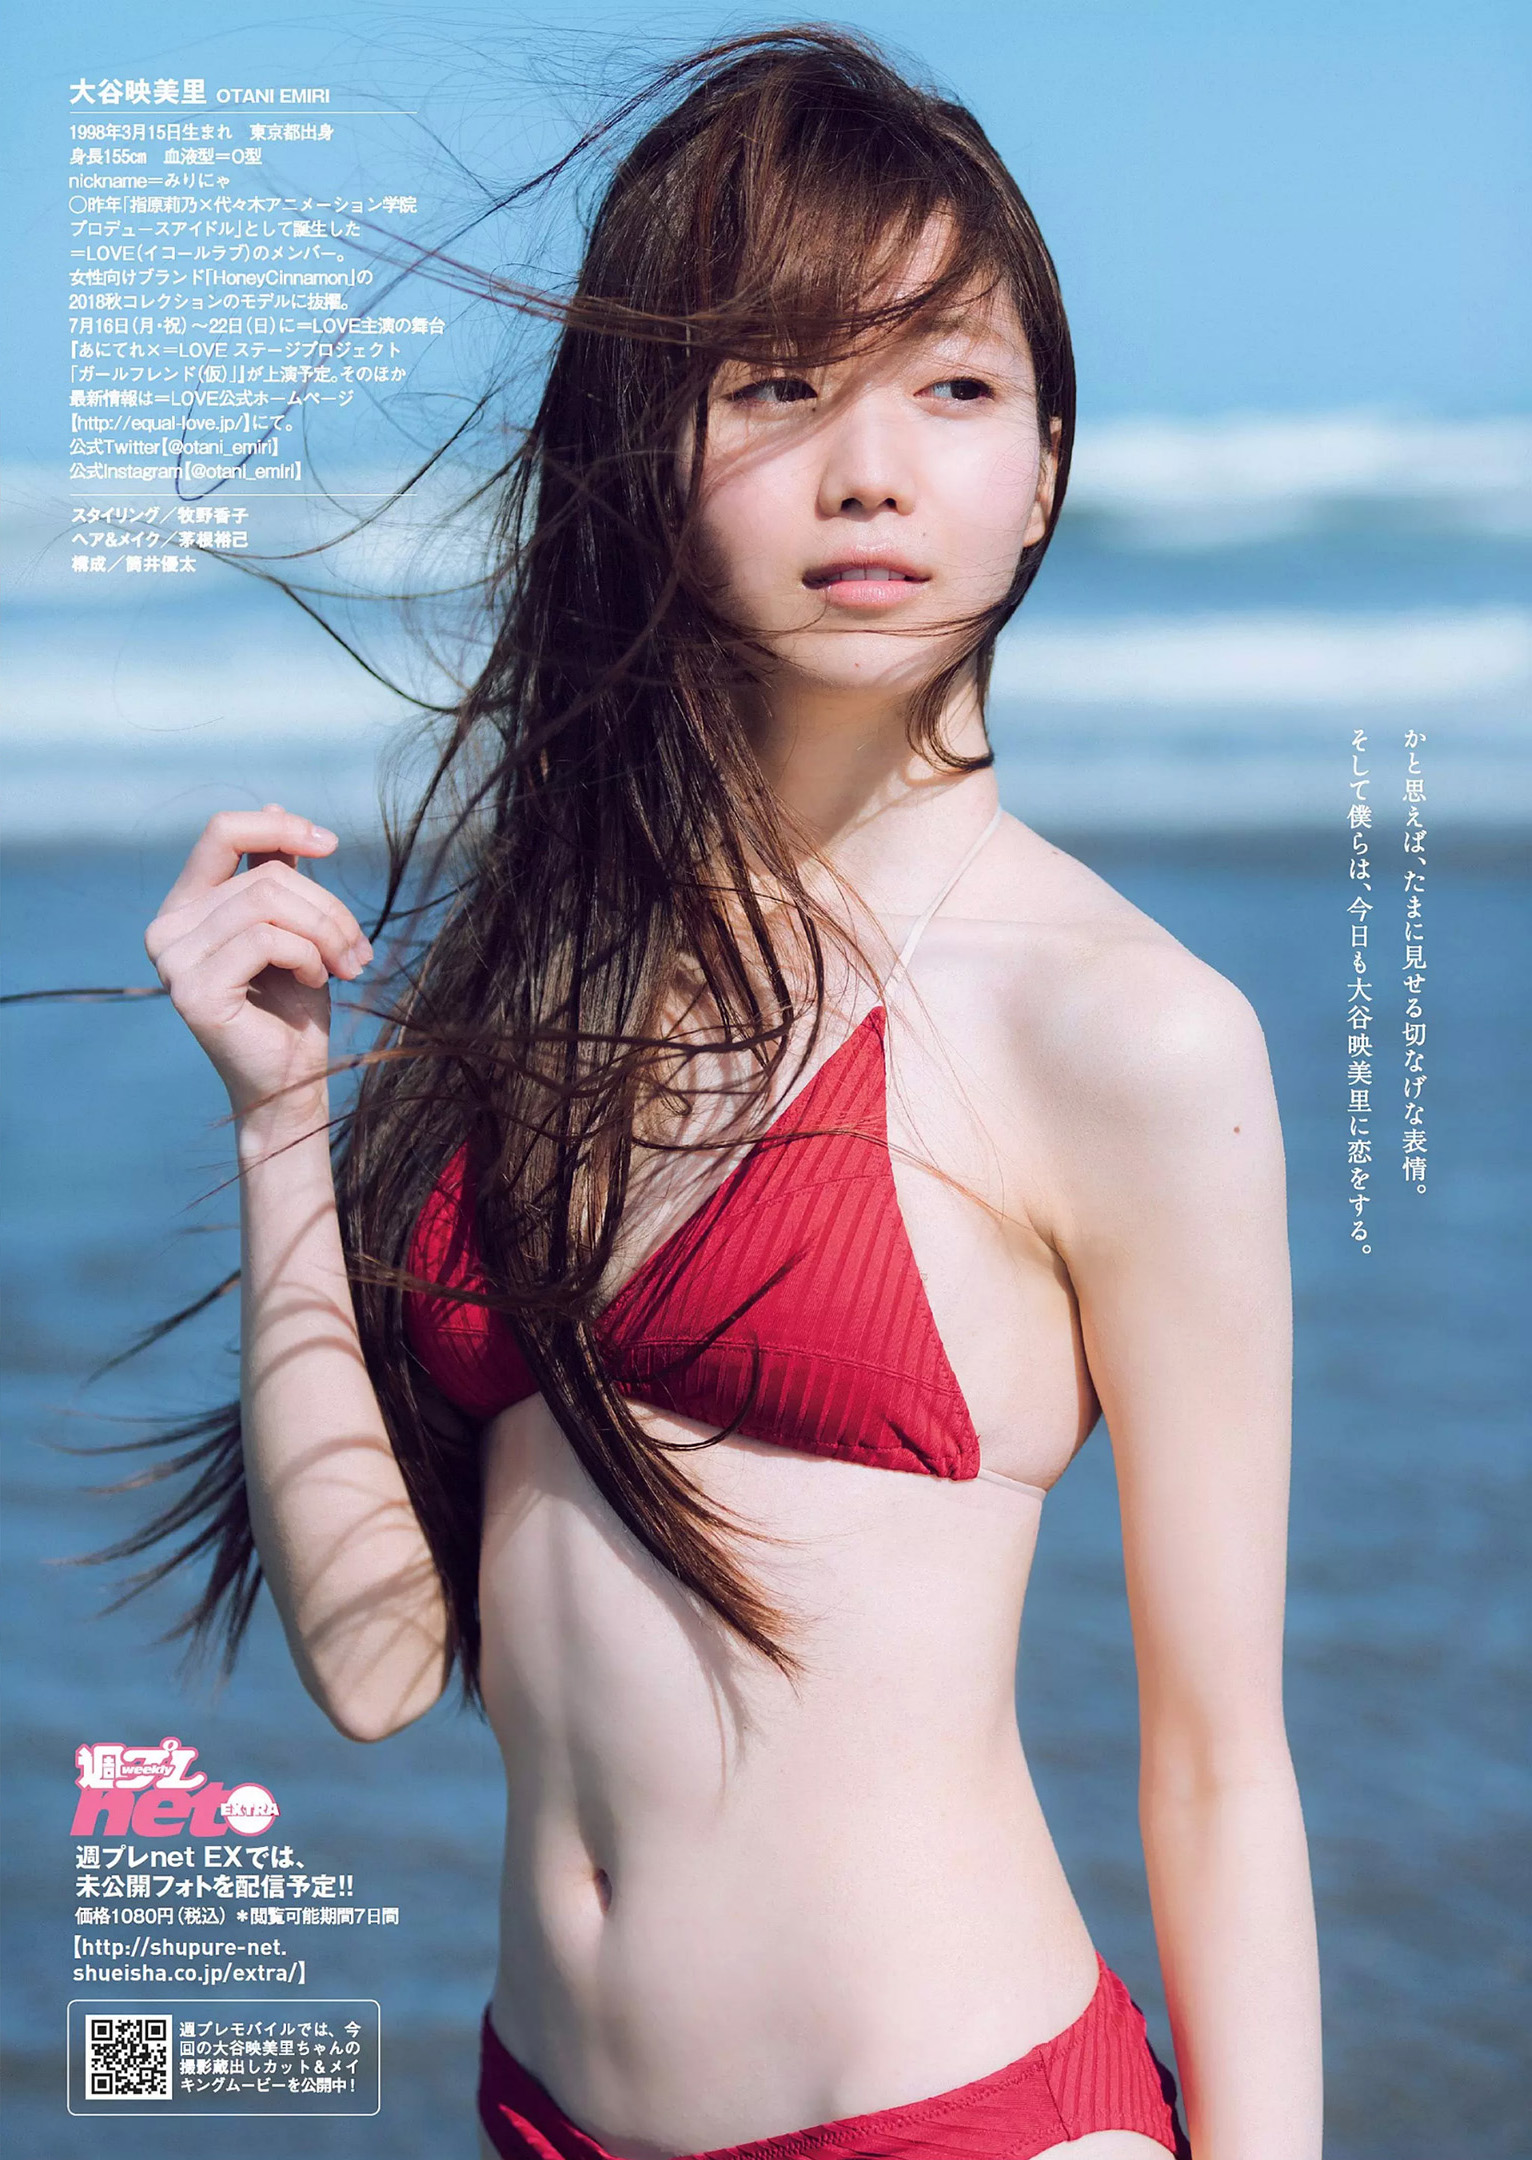 大谷映美里 OTANI EMIRI
1998年3月15日生まれ　東京都出身
身長155㎝　血液型＝O型
nickname＝みりにゃ
◯昨年「指原莉乃×代々木アニメーション学院
プロデュースアイドル」として誕生した
＝LOVE（イコールラブ）のメンバー。
女性向けブランド「HoneyCinnamon」の
2018秋コレクションのモデルに抜擢。
7月16日（月・祝）～22日（日）に＝LOVE主演の舞台
『あにてれ×＝LOVE ステージプロジェクト
「ガールフレンド（仮）」』が上演予定。そのほか
最新情報は＝LOVE公式ホームページ
【http://equal-love.jp/】にて。
公式Twitter【@otani_emiri】
公式Instagram【@otani_emiri】
スタイリング／牧野香子
ヘア＆メイク／茅根裕己
構成／筒井優太
かと思えば、たまに見せる切なげな表情。
そして僕らは、今日も大谷映美里に恋をする。
週プレ weekly
net EXTRA
週プレnet EXでは、
未公開フォトを配信予定!!
価格1080円（税込）＊閲覧可能期間7日間
【http://shupure-net.
shueisha.co.jp/extra/】
週プレモバイルでは、今
回の大谷映美里ちゃんの
撮影蔵出しカット＆メイ
キングムービーを公開中！